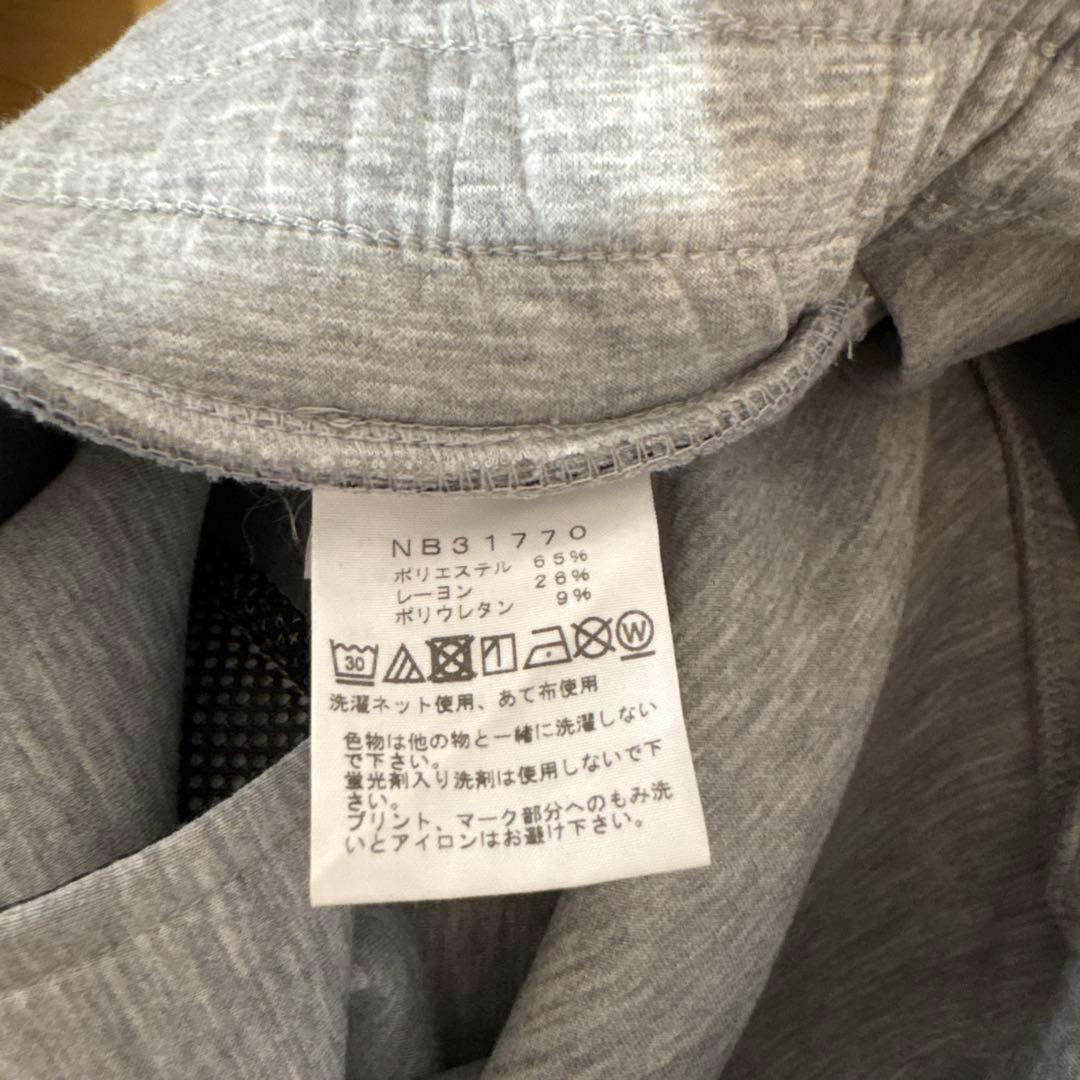 NB31770
ポリエステル 65%
レーヨン 26%
ポリウレタン 9%
30 W
洗濯ネット使用、あて布使用
色物は他の物と一緒に洗濯しない
で下さい。
蛍光剤入り洗剤は使用しないで下
さい。
プリント、マーク部分へのもみ洗
いとアイロンはお避け下さい。